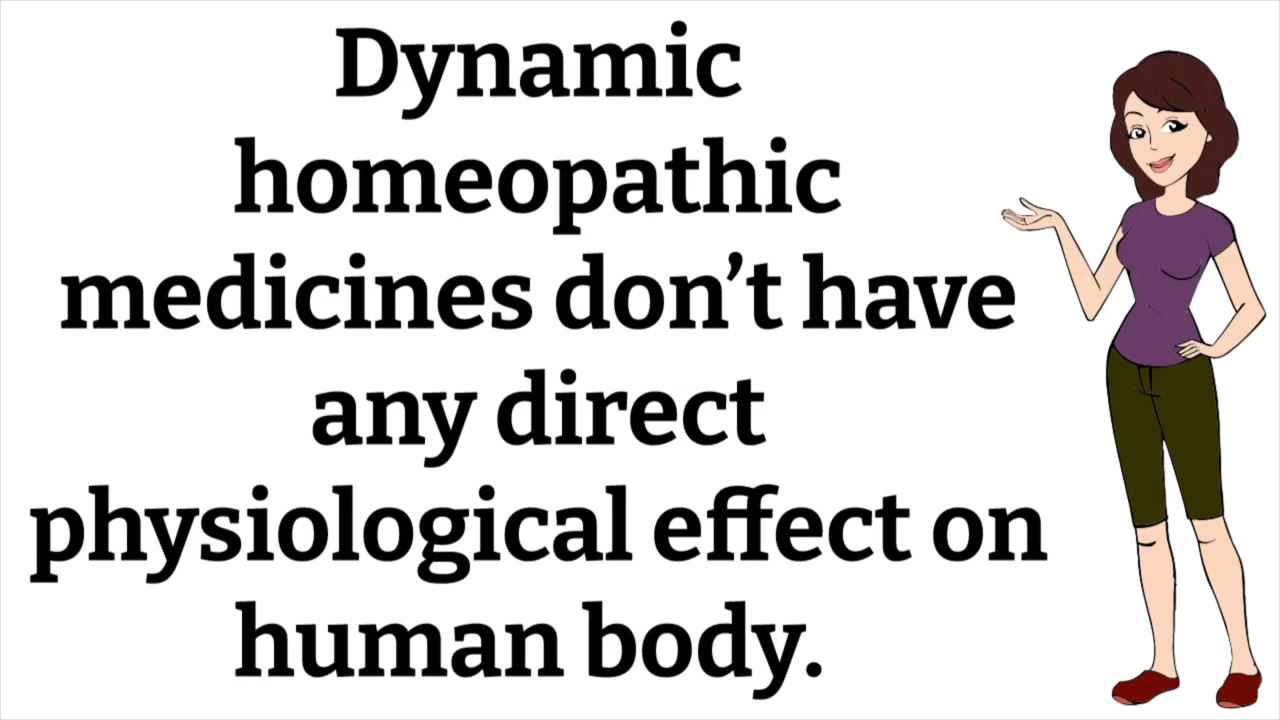 Dynamic
homeopathic
medicines don’t have
any direct
physiological effect on
human body.